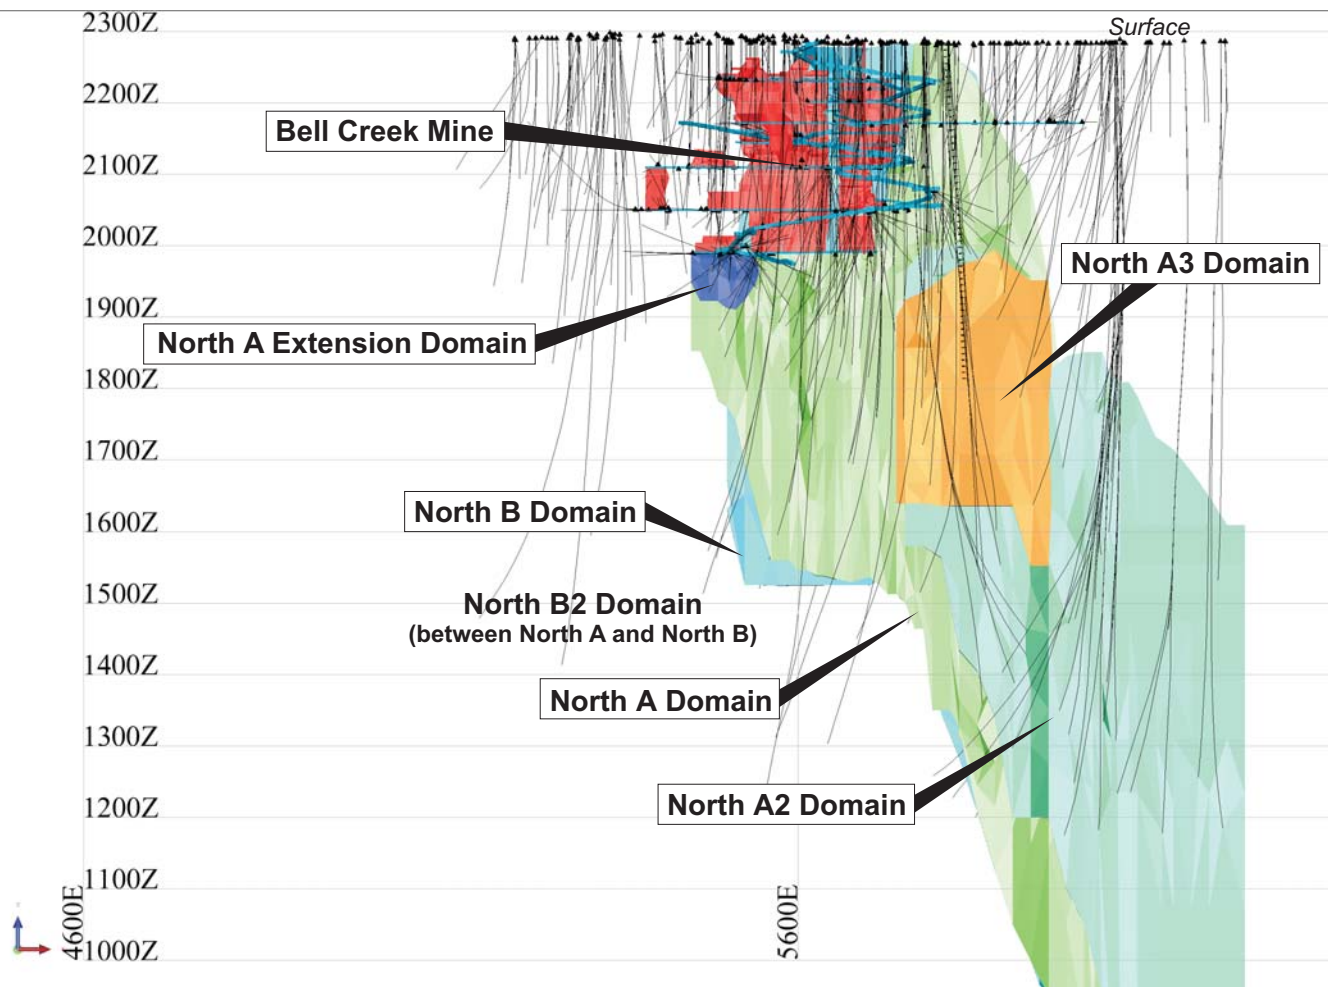 2300Z
Surface
2200Z
Bell Creek Mine
2100Z
2000Z
North A3 Domain
1900Z
North A Extension Domain
1800Z
1700Z
North B Domain
1600Z
1500Z
North B2 Domain
(between North A and North B)
1400Z
North A Domain
1300Z
North A2 Domain
1200Z
1100Z
4600E
5600E
1000Z